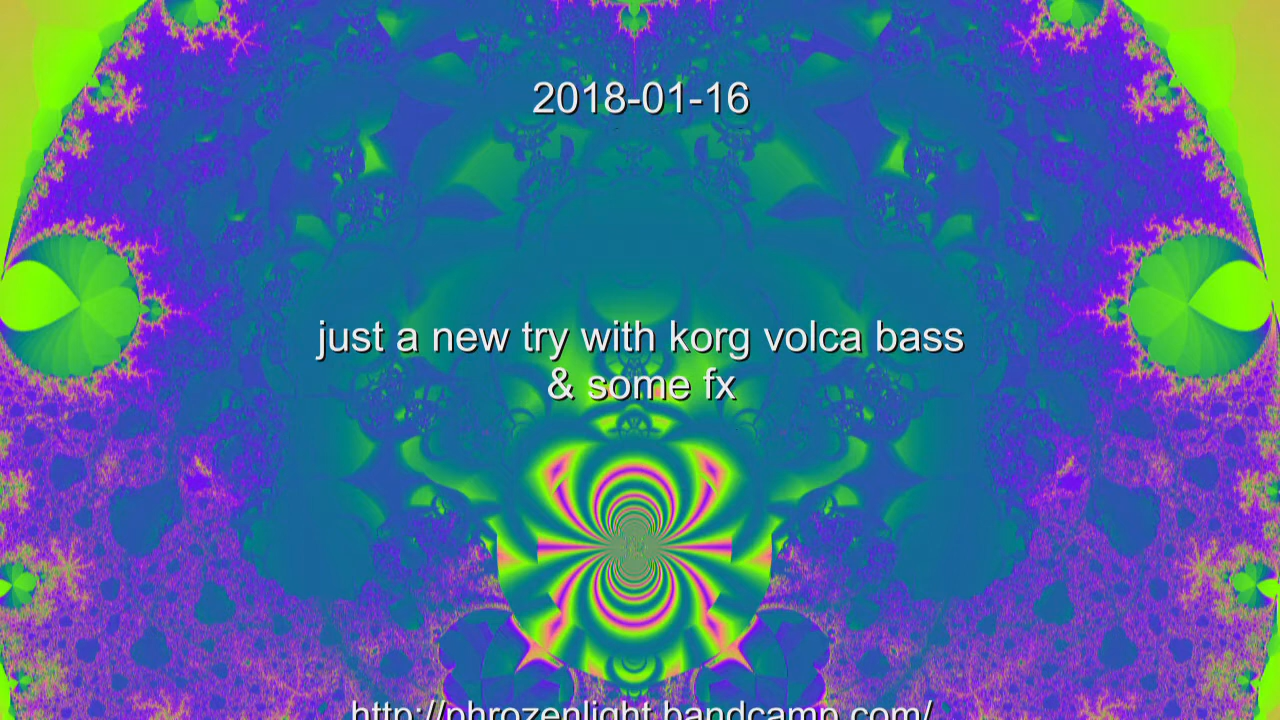 2018-01-16
just a new try with korg volca bass
& some fx
http://phrozenlight.bandcamp.com/